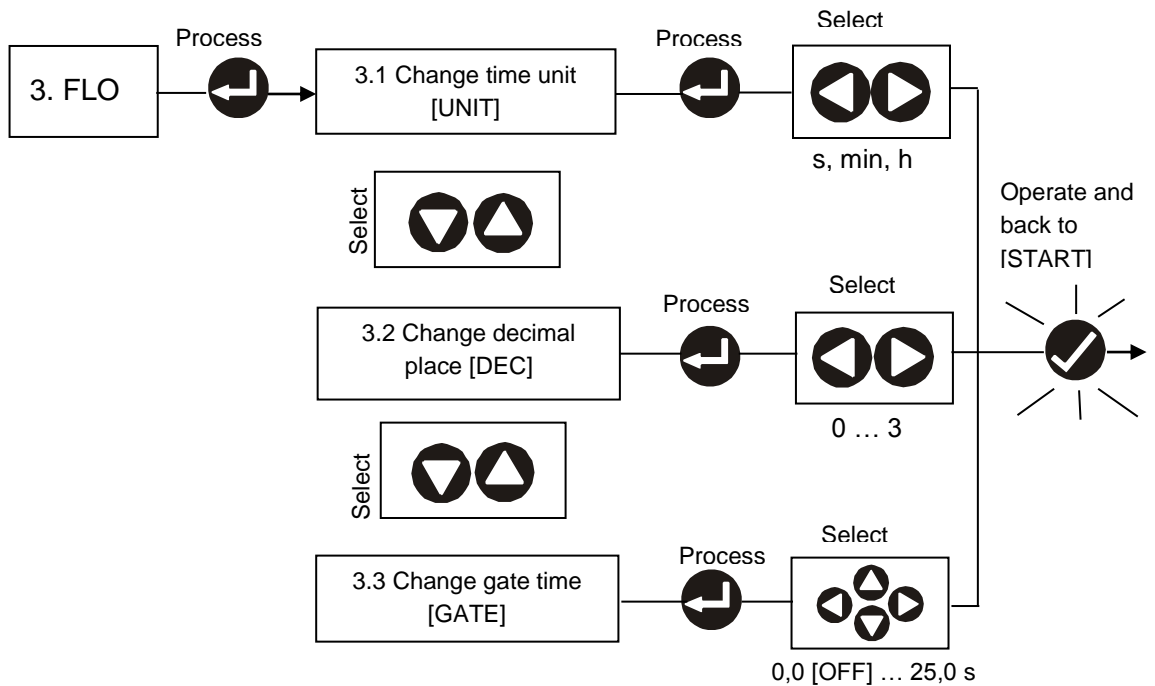 Process
3. FLO
3.1 Change time unit
[UNIT]
Process
Select
s, min, h
Select
Operate and
back to
[START]
3.2 Change decimal
place [DEC]
Process
Select
0 … 3
Select
3.3 Change gate time
[GATE]
Process
Select
0,0 [OFF] … 25,0 s